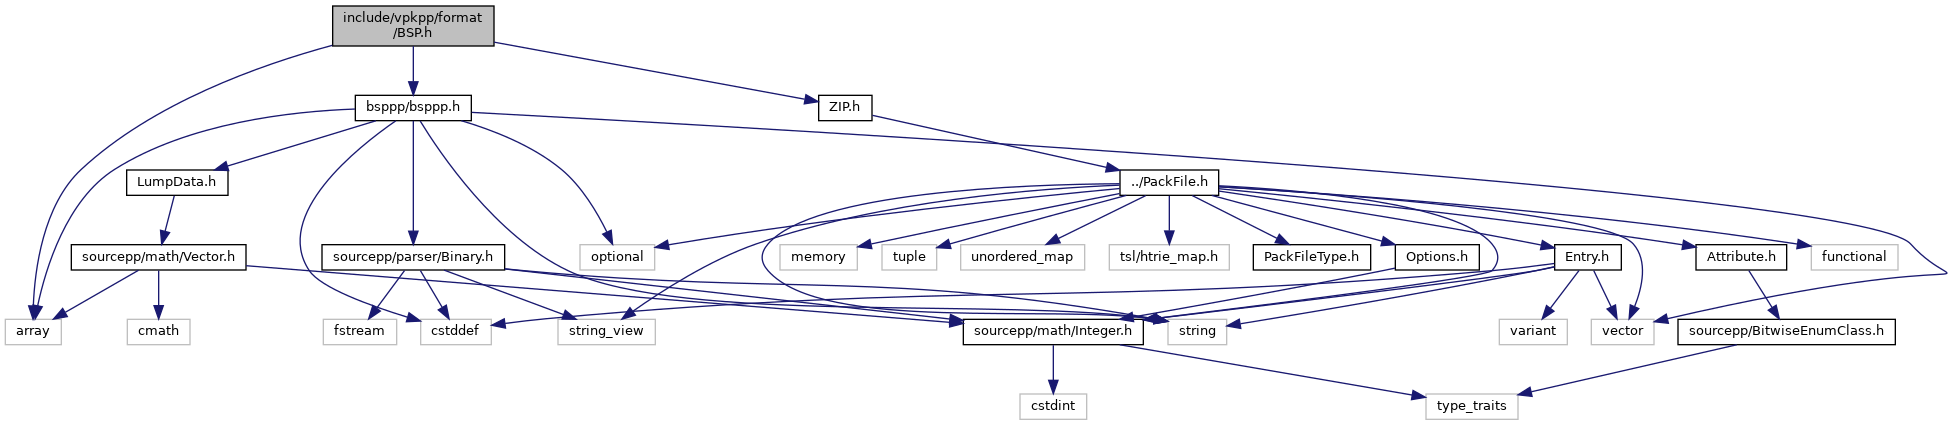 include/vpkpp/format
/BSP.h
bsppp/bsppp.h
ZIP.h
LumpData.h
../PackFile.h
sourcepp/math/Vector.h
sourcepp/parser/Binary.h
optional
memory
tuple
unordered_map
tsl/htrie_map.h
PackFileType.h
Options.h
Entry.h
Attribute.h
functional
array
cmath
fstream
cstddef
string_view
sourcepp/math/Integer.h
string
variant
vector
sourcepp/BitwiseEnumClass.h
cstdint
type_traits